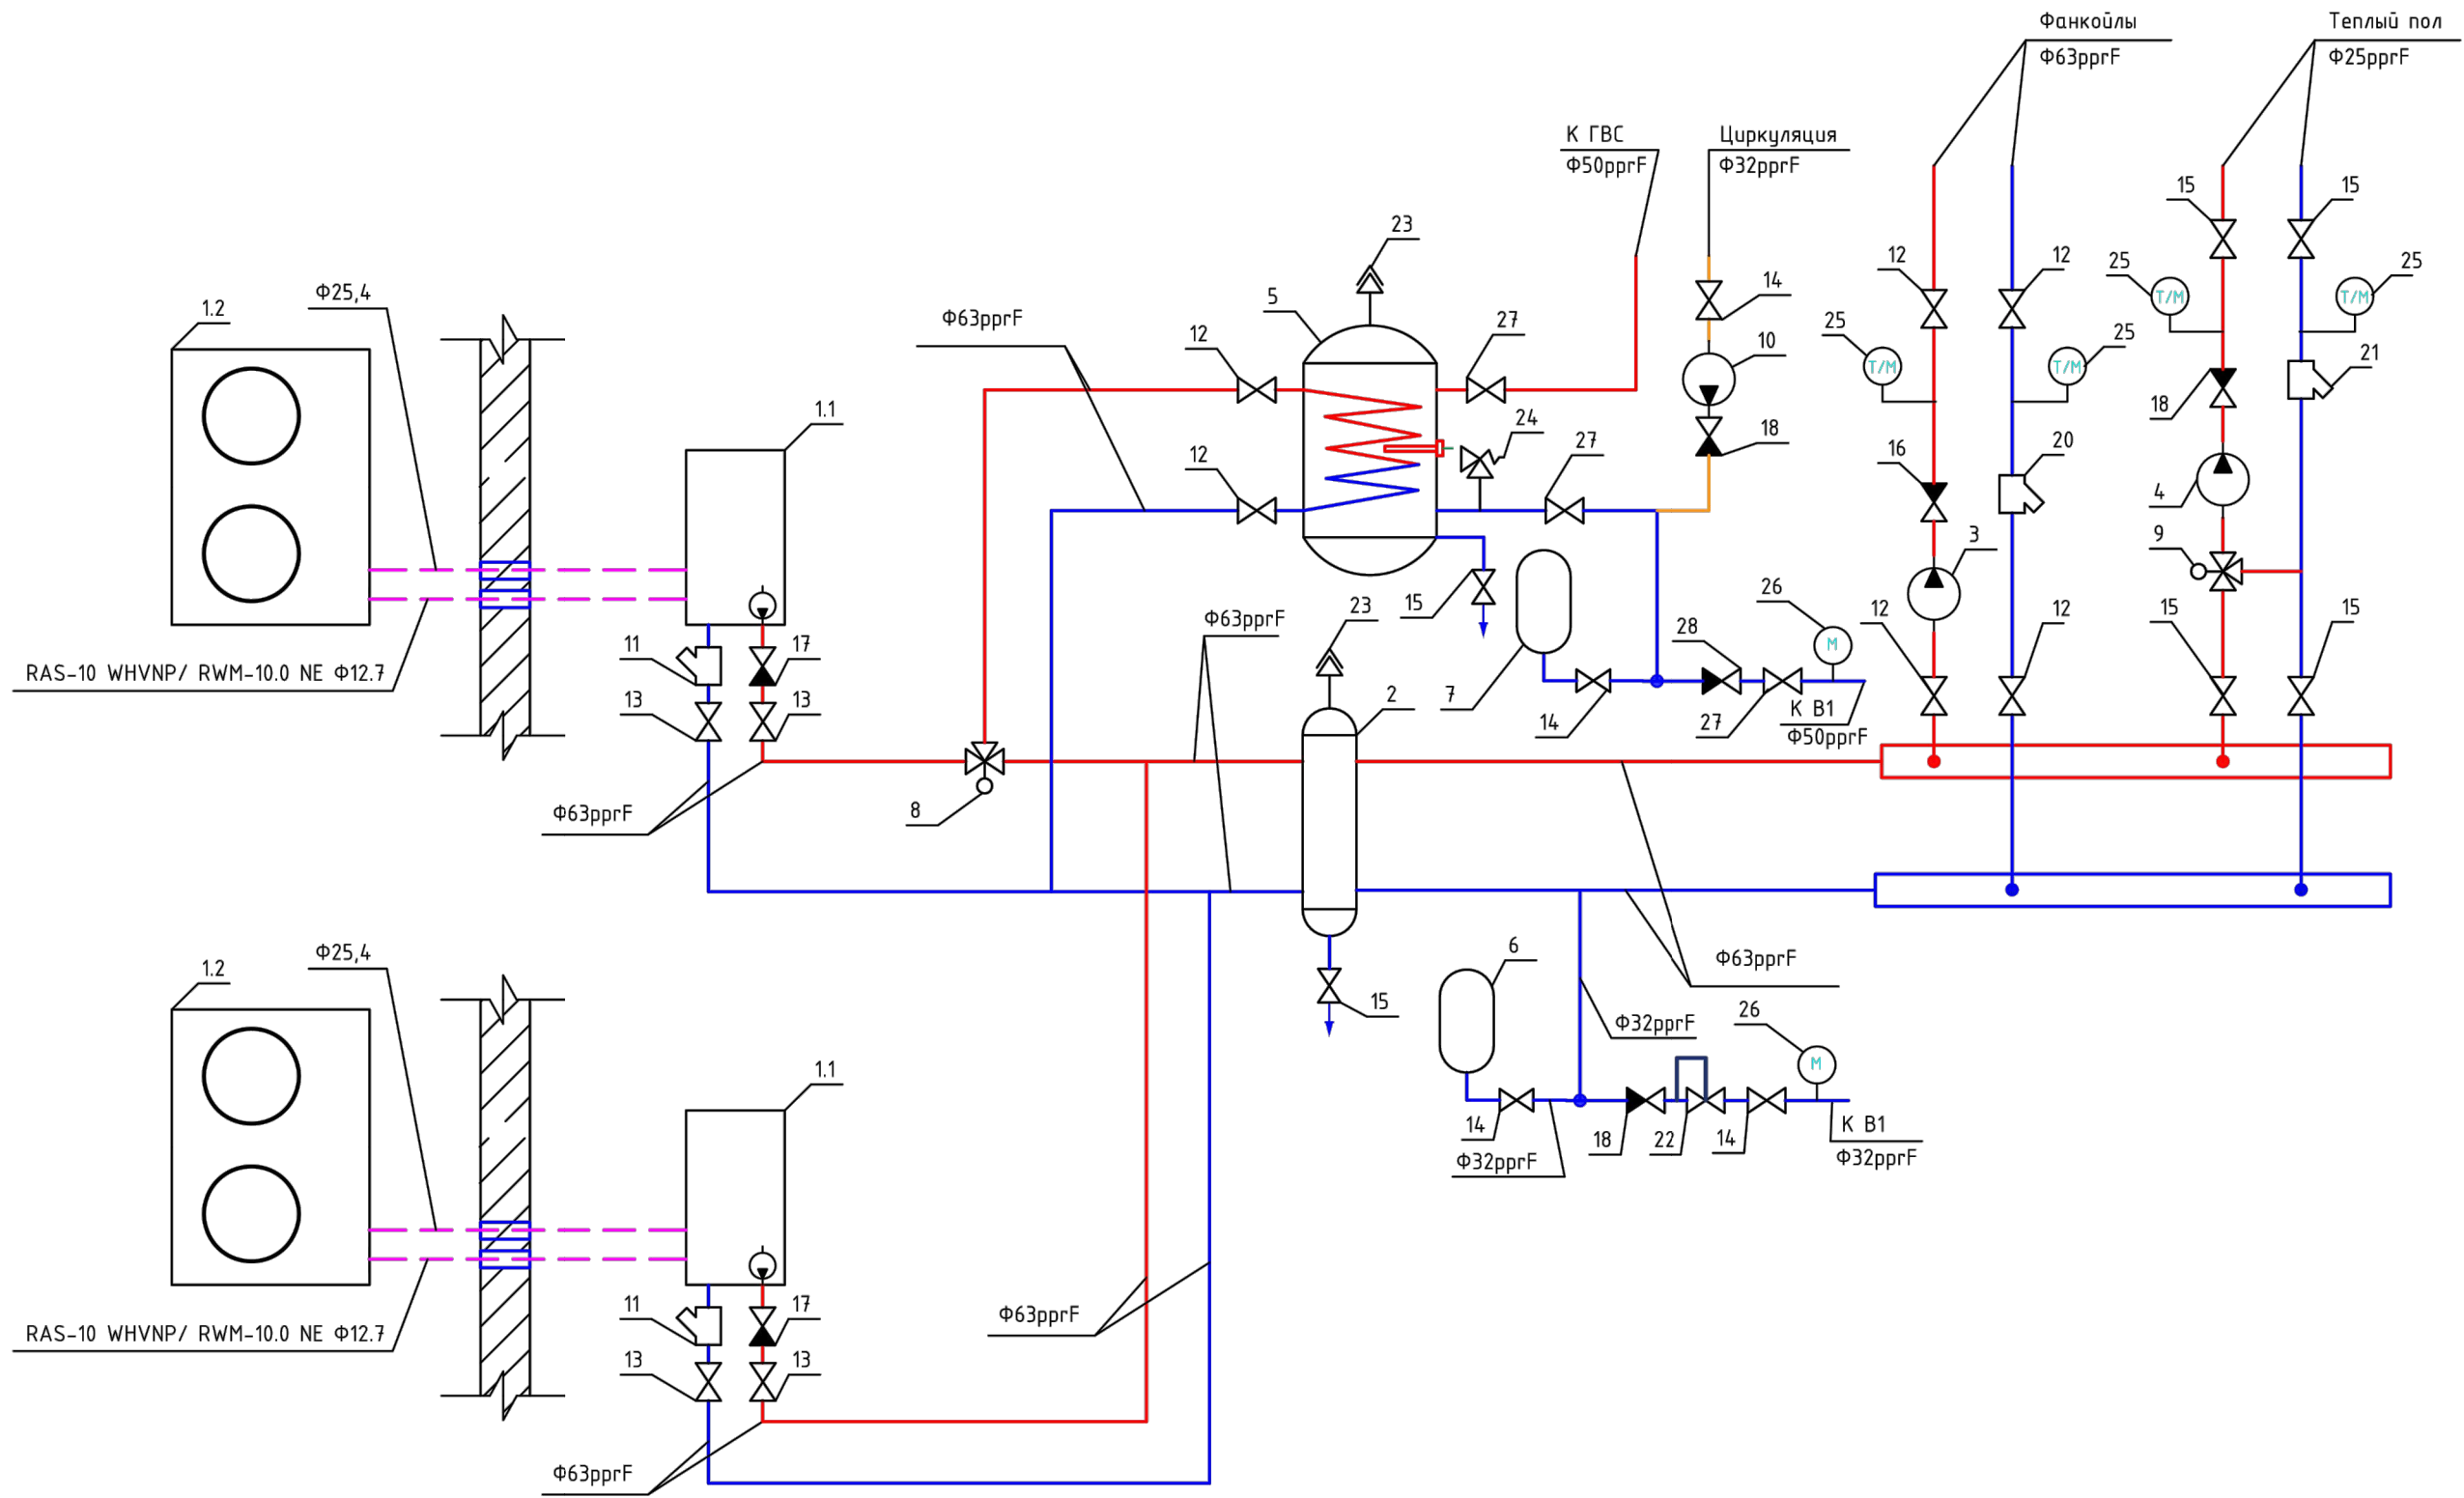 Фанкойлы
Ф63pprF
Теплый пол
Ф25pprF
К ГВС
Ф50pprF
Циркуляция
Ф32pprF
15
15
23
12
12
25
25
1.2
Ф25,4
5
14
Ф63pprF
12
27
10
25
25
21
1.1
24
18
18
12
27
16
20
4
3
9
26
15
23
Ф63pprF
28
12
12
15
15
RAS-10 WHVNP/ RWM-10.0 NE Ф12.7
11
17
13
13
2
7
14
27
К В1
Ф50pprF
Ф63pprF
8
T/M
T/M
T/M
T/M
M
1.2
Ф25,4
6
Ф63pprF
15
Ф32pprF
26
M
1.1
14
18
22
14
К В1
Ф32pprF
Ф32pprF
RAS-10 WHVNP/ RWM-10.0 NE Ф12.7
11
17
Ф63pprF
13
13
Ф63pprF